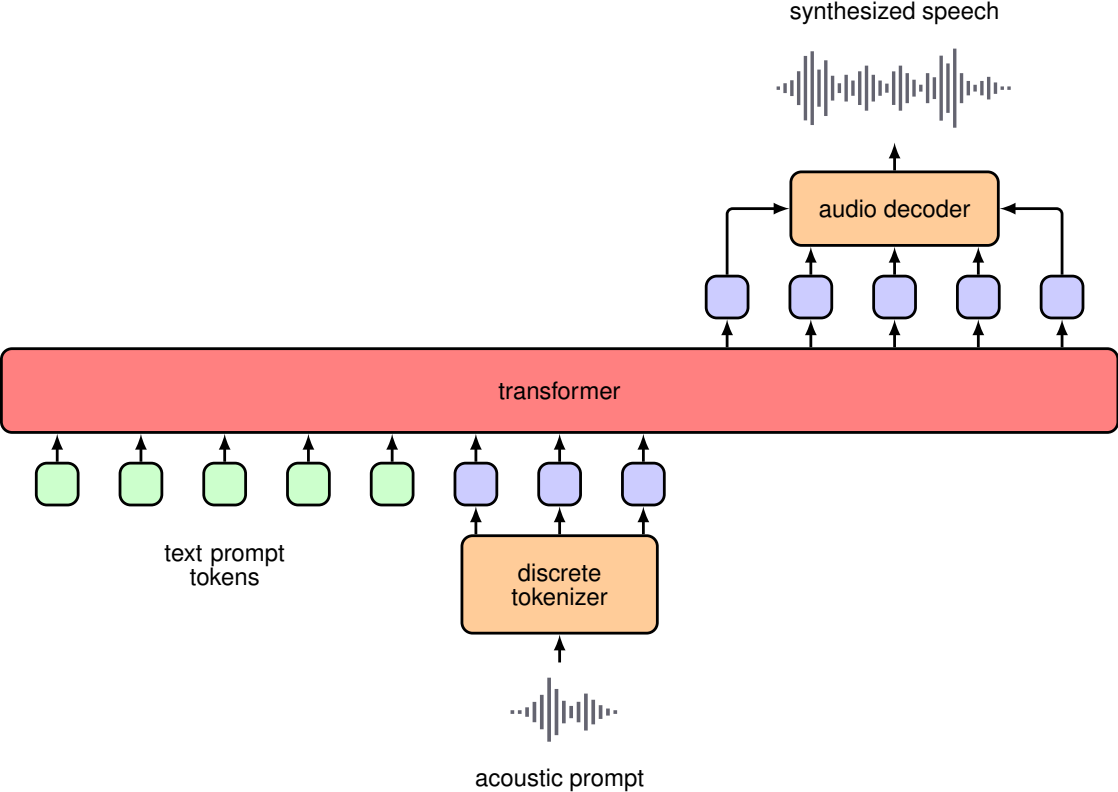 synthesized speech
audio decoder
transformer
text prompt
tokens
discrete
tokenizer
acoustic prompt